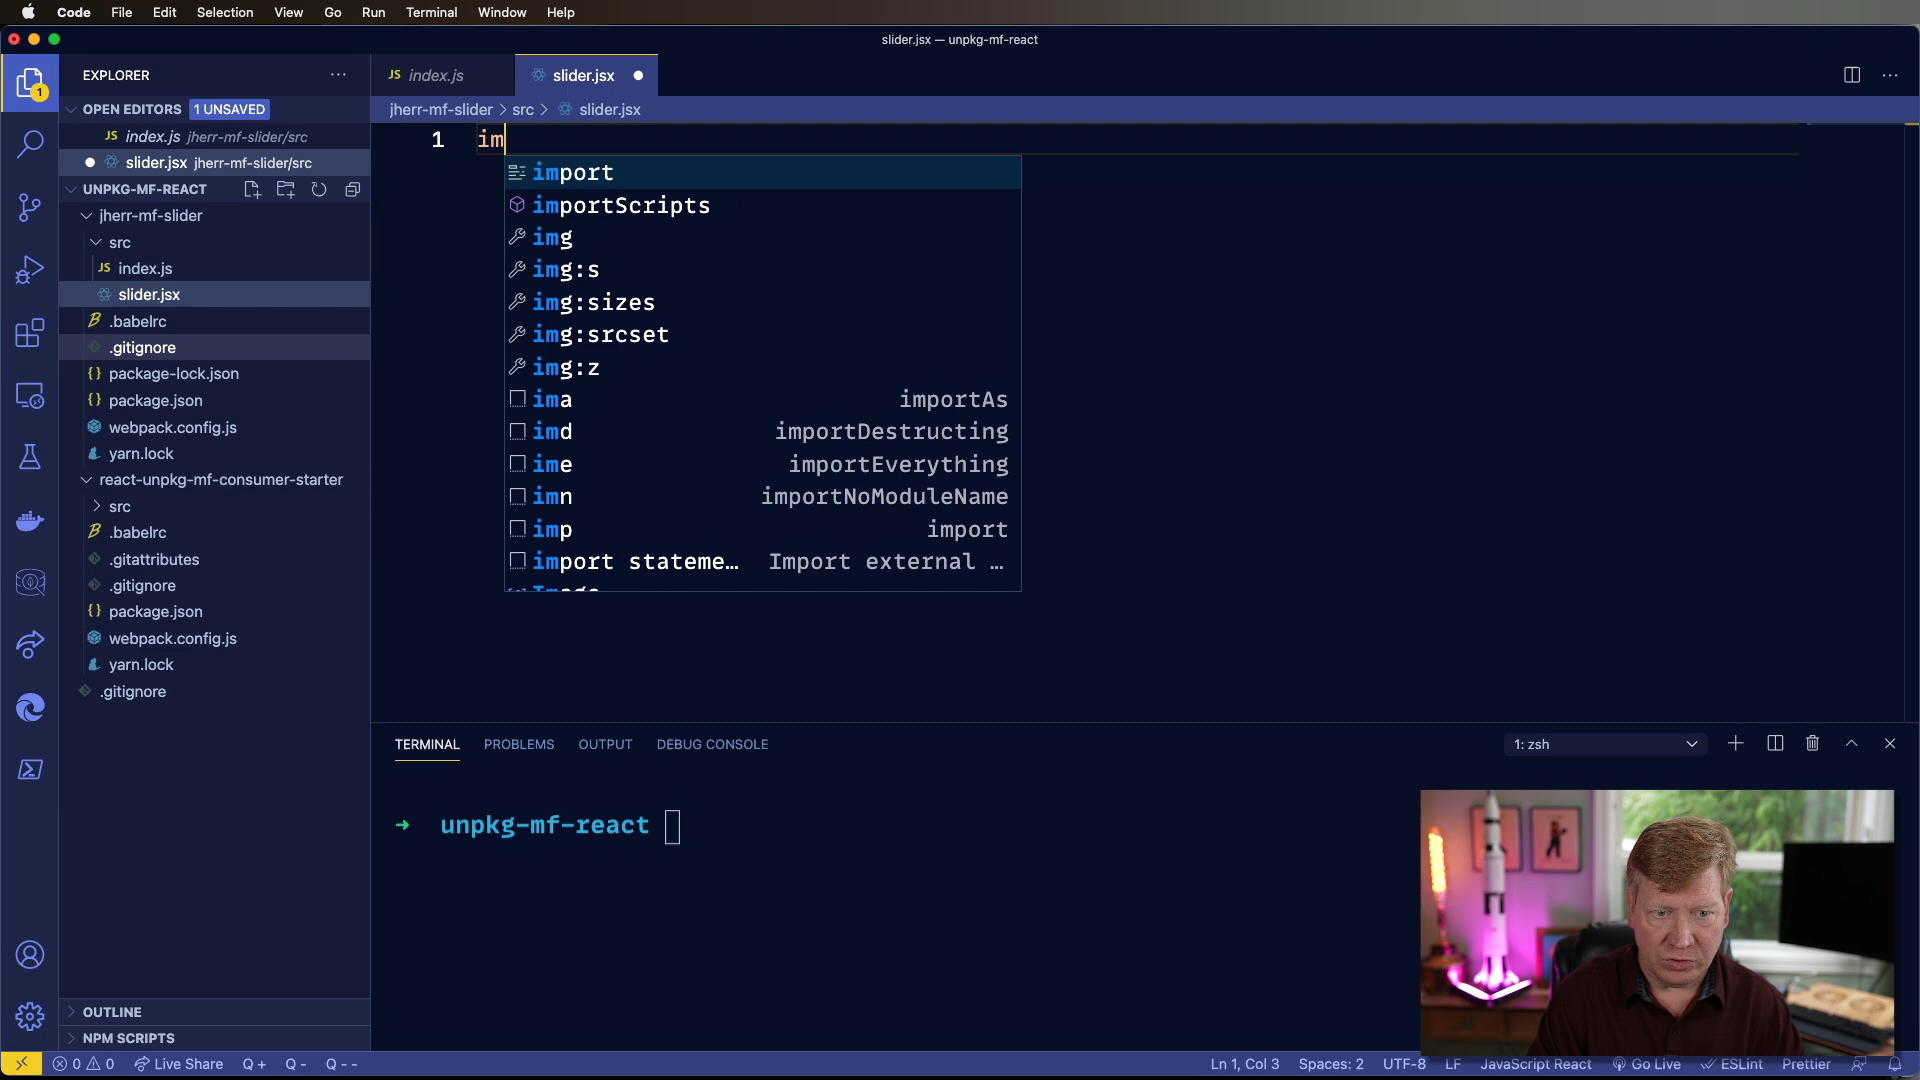 Code File Edit Selection View Go Run Terminal Window Help
slider.jsx — unpkg-mf-react
EXPLORER
JS index.js
slider.jsx
OPEN EDITORS 1 UNSAVED
jherr-mf-slider > src > slider.jsx
JS index.js jherr-mf-slider/src
slider.jsx jherr-mf-slider/src
UNPKG-MF-REACT
jherr-mf-slider
src
JS index.js
slider.jsx
.babelrc
.gitignore
{} package-lock.json
{} package.json
webpack.config.js
yarn.lock
react-unpkg-mf-consumer-starter
src
.babelrc
.gitattributes
.gitignore
{} package.json
webpack.config.js
yarn.lock
.gitignore
OUTLINE
NPM SCRIPTS
1
1 im
import
importScripts
img
img:s
img:sizes
img:srcset
img:z
ima importAs
imd importDestructing
ime importEverything
imn importNoModuleName
imp import
import stateme… Import external …
TERMINAL PROBLEMS OUTPUT DEBUG CONSOLE
1: zsh
→ unpkg-mf-react
0 0 Live Share Q + Q - Q - -
Ln 1, Col 3 Spaces: 2 UTF-8 LF JavaScript React Go Live ESLint Prettier